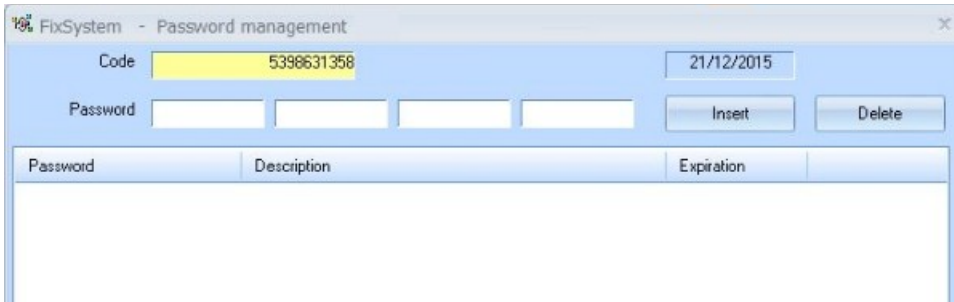 FixSystem - Password management
Code 5398631358 21/12/2015
Password Insert Delete
Password Description Expiration